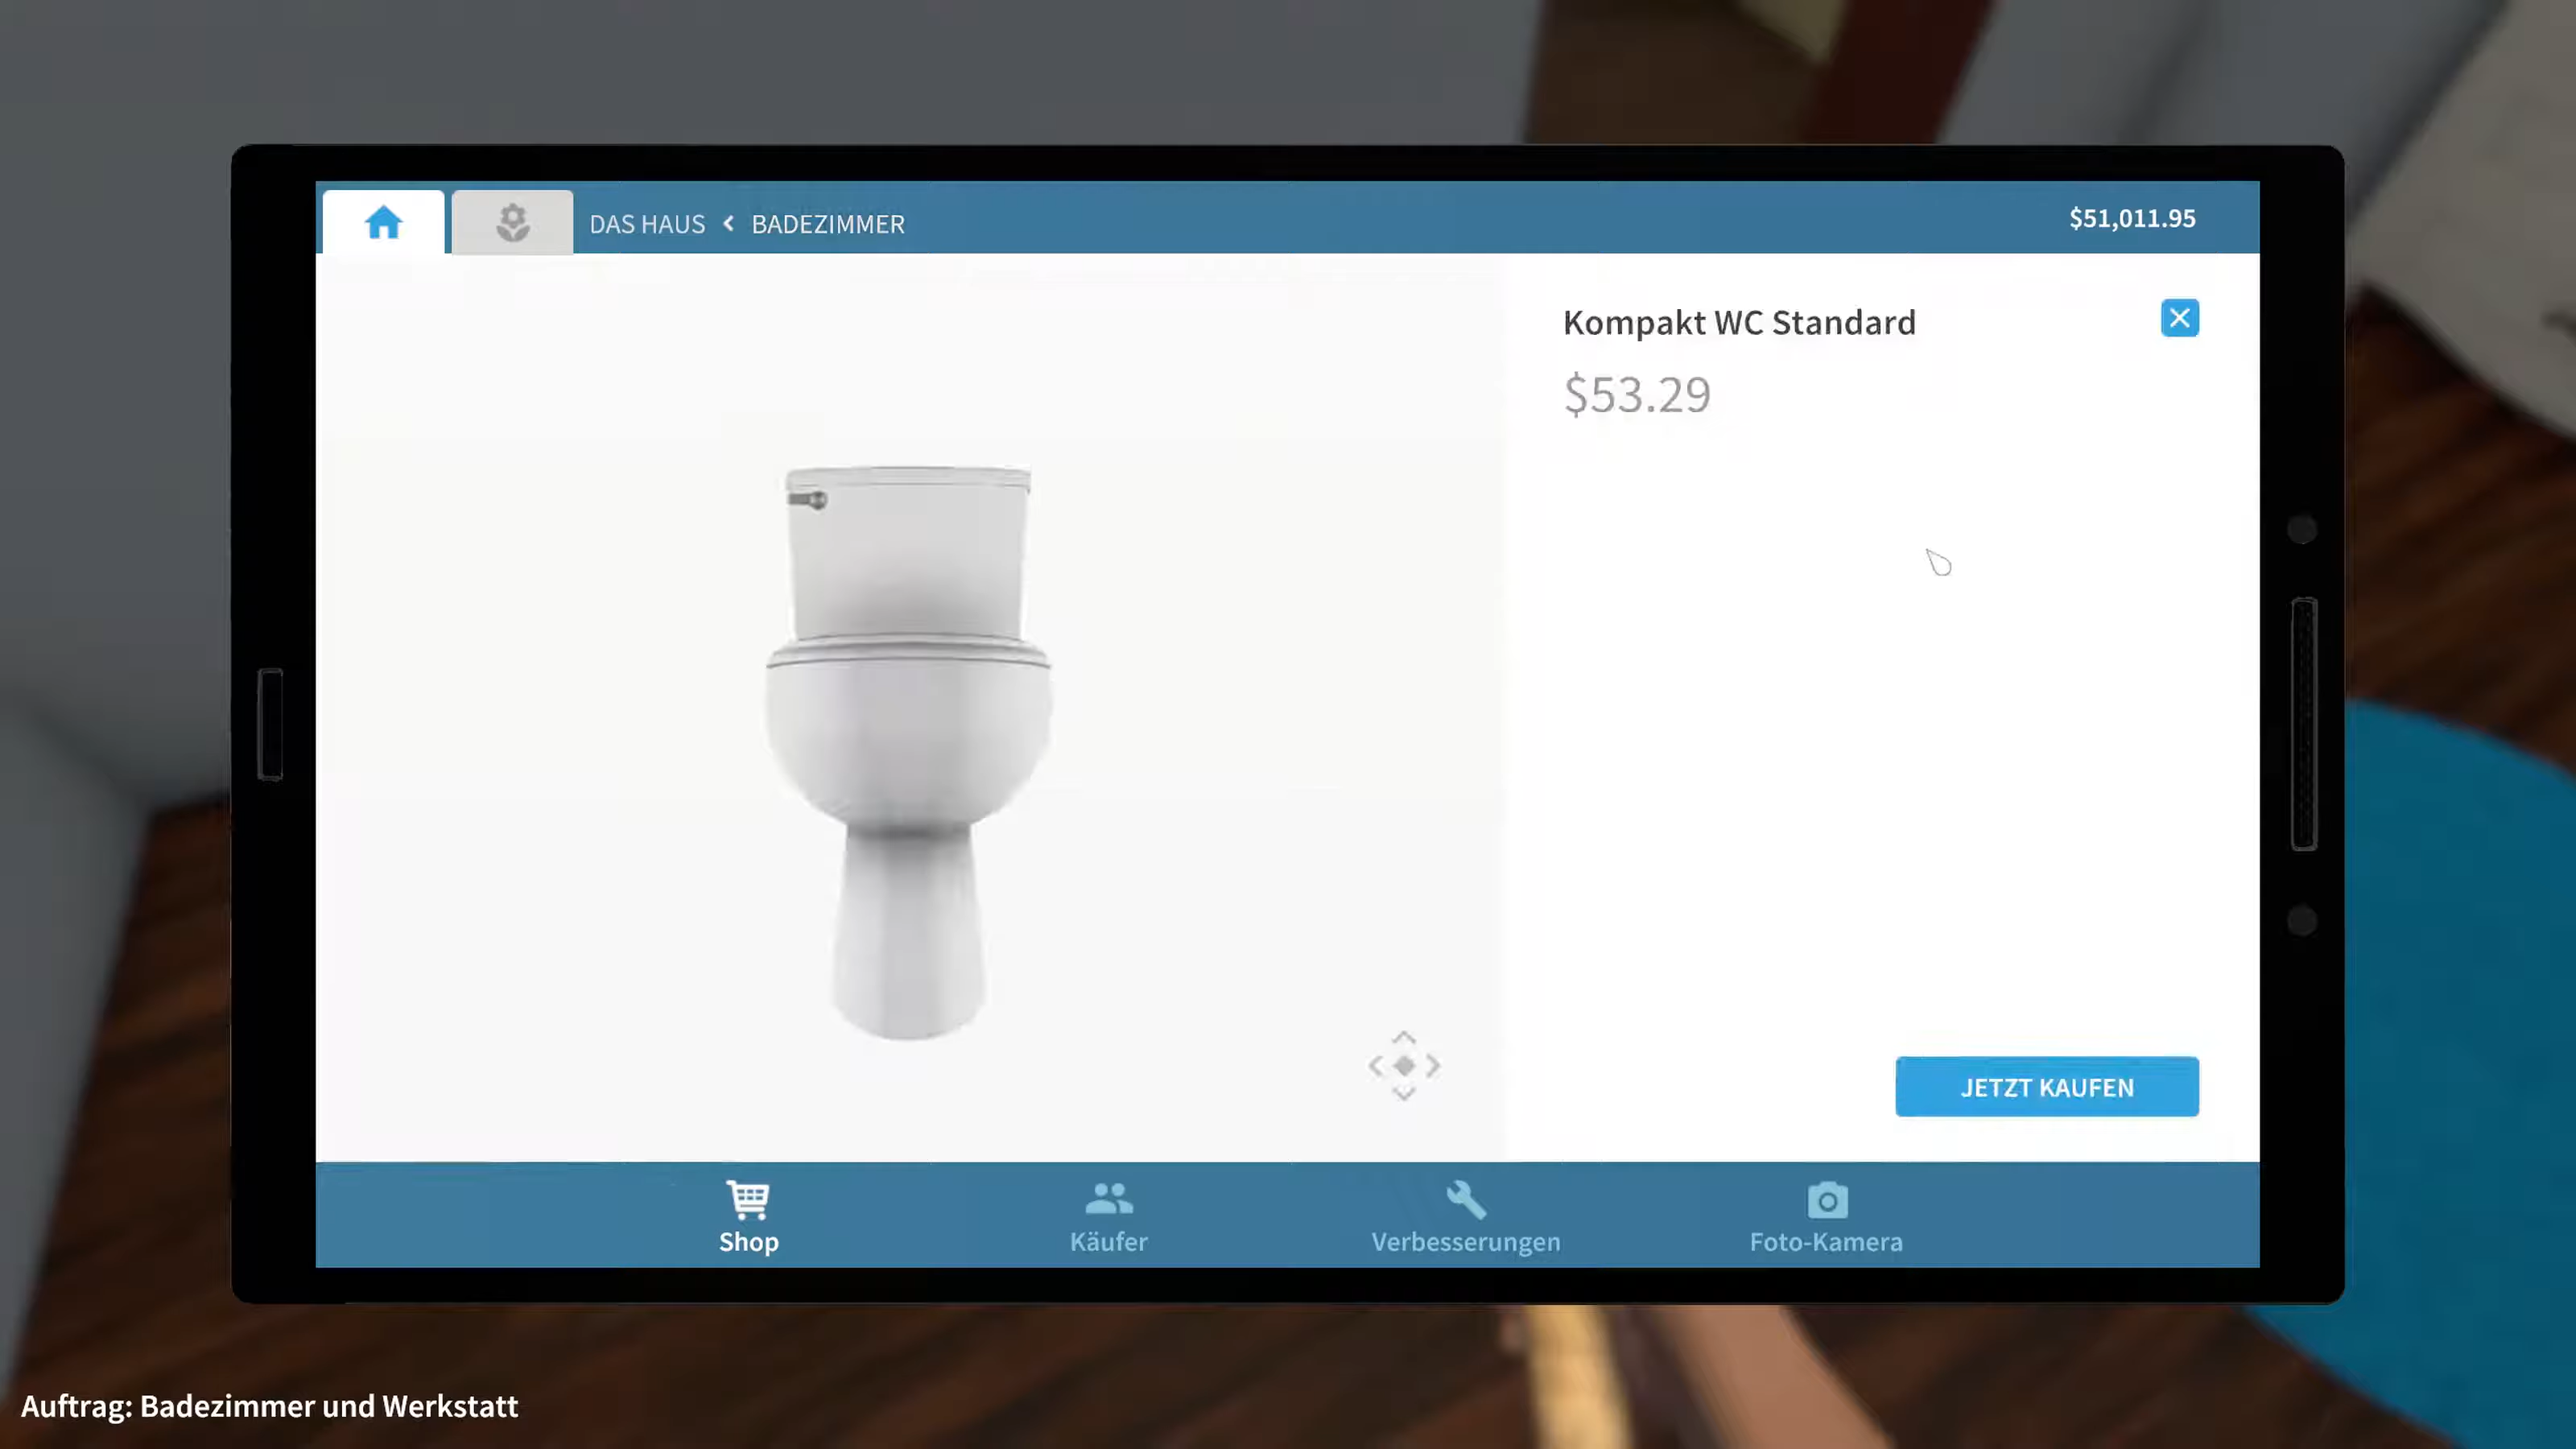 DAS HAUS < BADEZIMMER
$51,011.95
Kompakt WC Standard
$53.29
JETZT KAUFEN
Shop
Käufer
Verbesserungen
Foto-Kamera
Auftrag: Badezimmer und Werkstatt